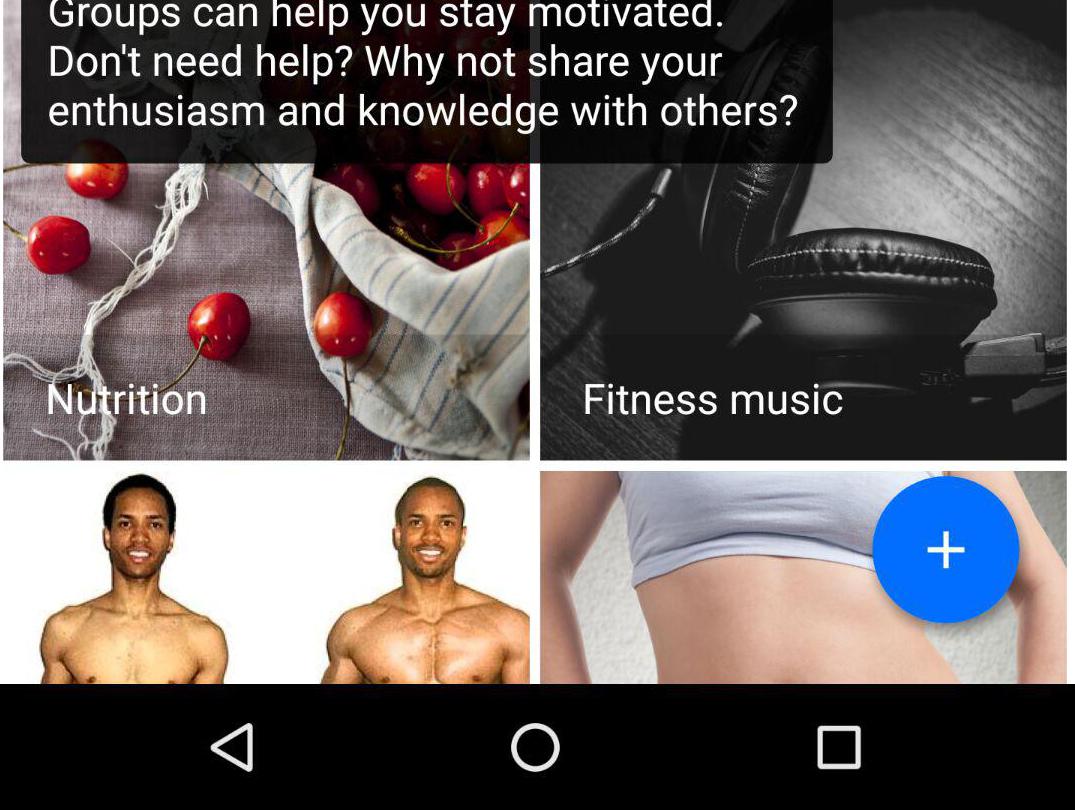 Groups can help you stay motivated.
Don't need help? Why not share your
enthusiasm and knowledge with others?
Nutrition
Fitness music